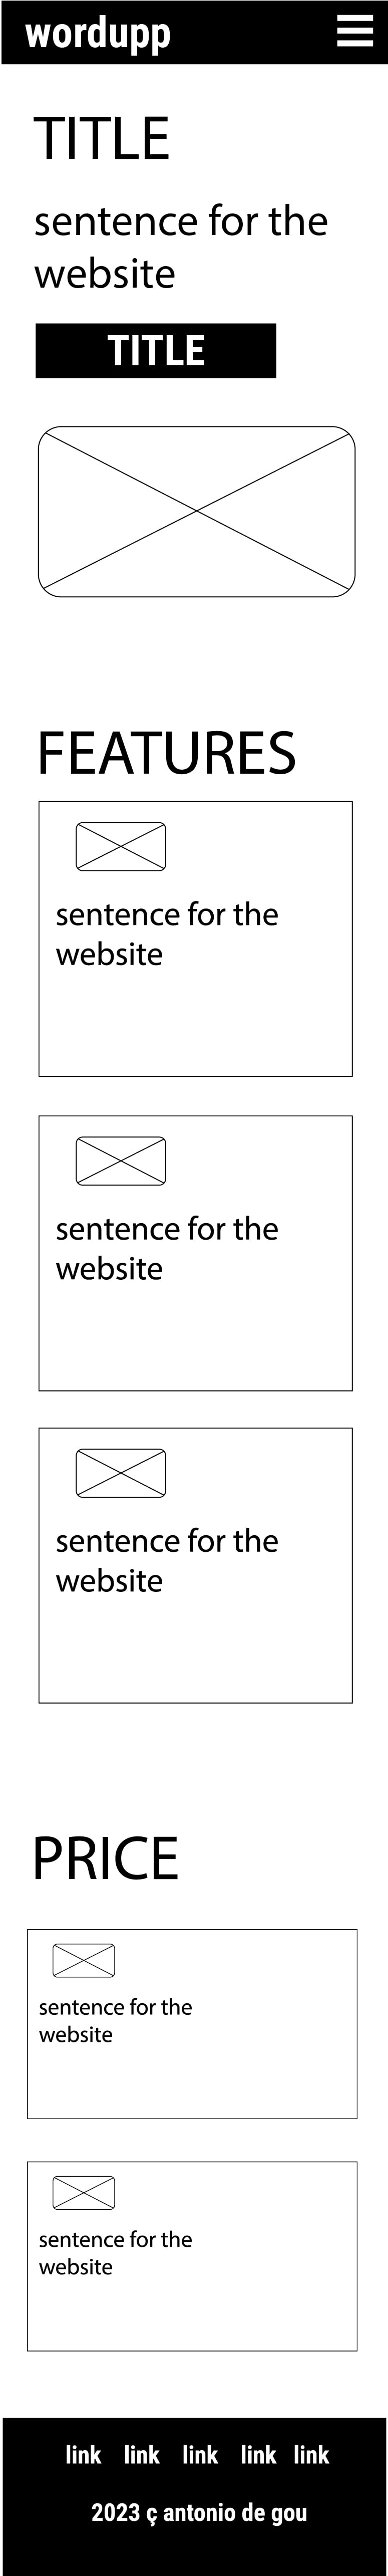 wordupp
TITLE
sentence for the
website
TITLE
FEATURES
sentence for the
website
sentence for the
website
sentence for the
website
PRICE
sentence for the
website
sentence for the
website
link link link link link
2023 ç antonio de gou